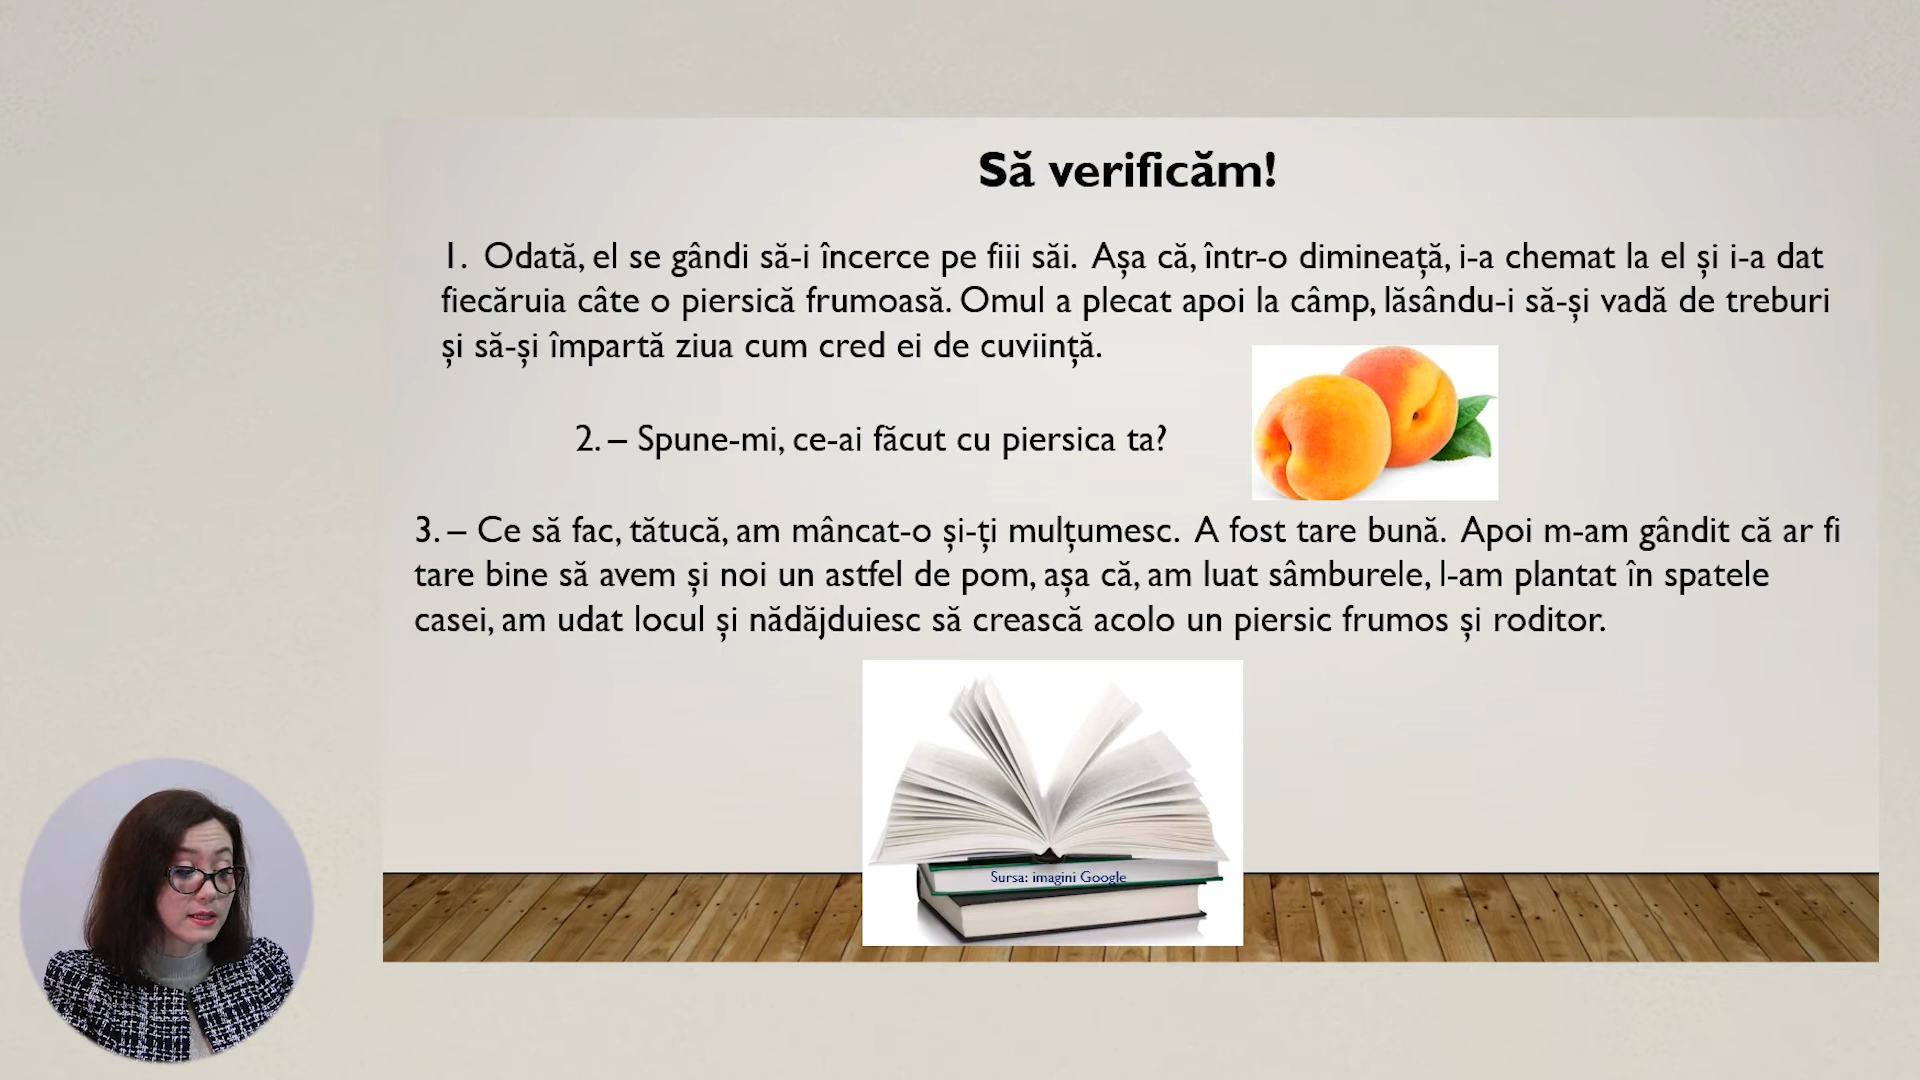 Să verificăm!
1. Odată, el se gândi să-i încerce pe fiii săi. Așa că, într-o dimineață, i-a chemat la el și i-a dat
fiecăruia câte o piersică frumoasă. Omul a plecat apoi la câmp, lăsându-i să-și vadă de treburi
și să-și împartă ziua cum cred ei de cuviință.
2. – Spune-mi, ce-ai făcut cu piersica ta?
3. – Ce să fac, tătucă, am mâncat-o și-ți mulțumesc. A fost tare bună. Apoi m-am gândit că ar fi
tare bine să avem și noi un astfel de pom, așa că, am luat sâmburele, l-am plantat în spatele
casei, am udat locul și nădăjduiesc să crească acolo un piersic frumos și roditor.
Sursa: imagini Google